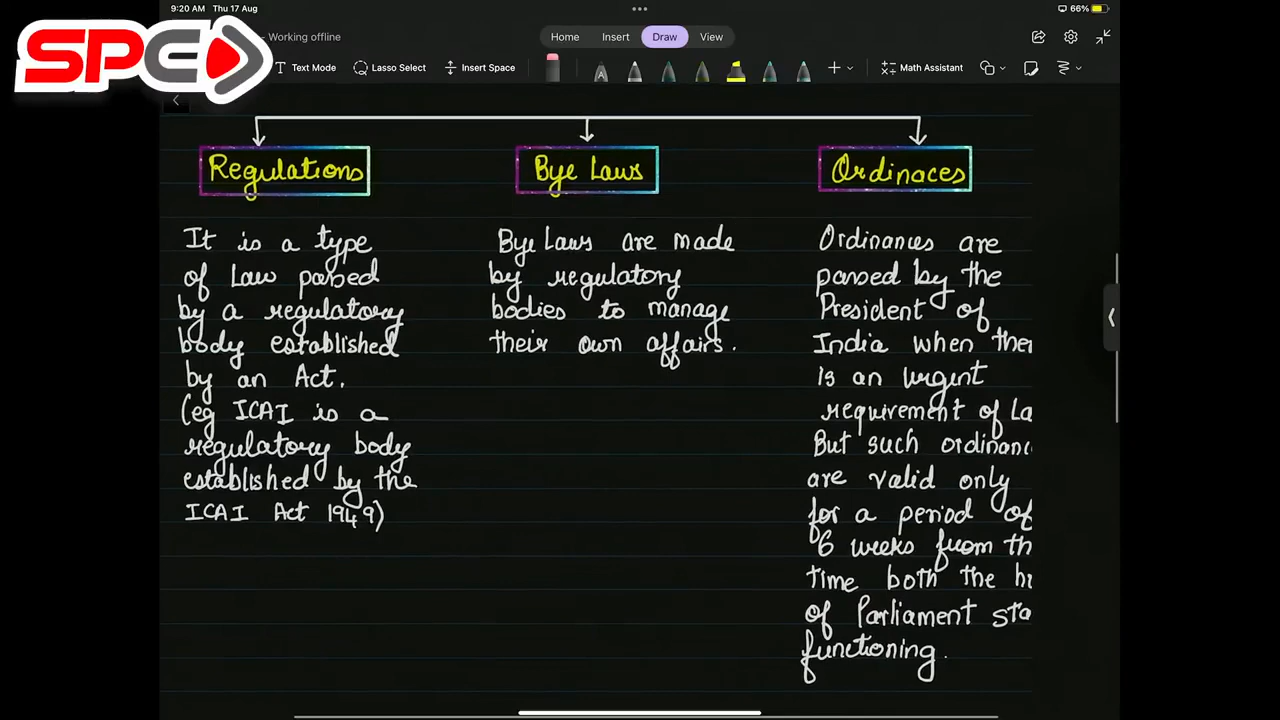 9:20 AM Thu 17 Aug
66%
SPE
- Working offline
Home Insert Draw View
Text Mode Lasso Select Insert Space Math Assistant
Regulations
It is a type
of Law passed
by a regulatory
body established
by an Act.
(eg ICAI is a
regulatory body
established by the
ICAI Act 1949)
Bye Laws
Bye Laws are made
by regulatory
bodies to manage
their own affairs.
Ordinaces
Ordinances are
passed by the
President of
India when ther
is an urgent
requirement of La
But such ordinanc
are valid only
for a period of
6 weeks from th
time both the h
of Parliament sta
functioning.